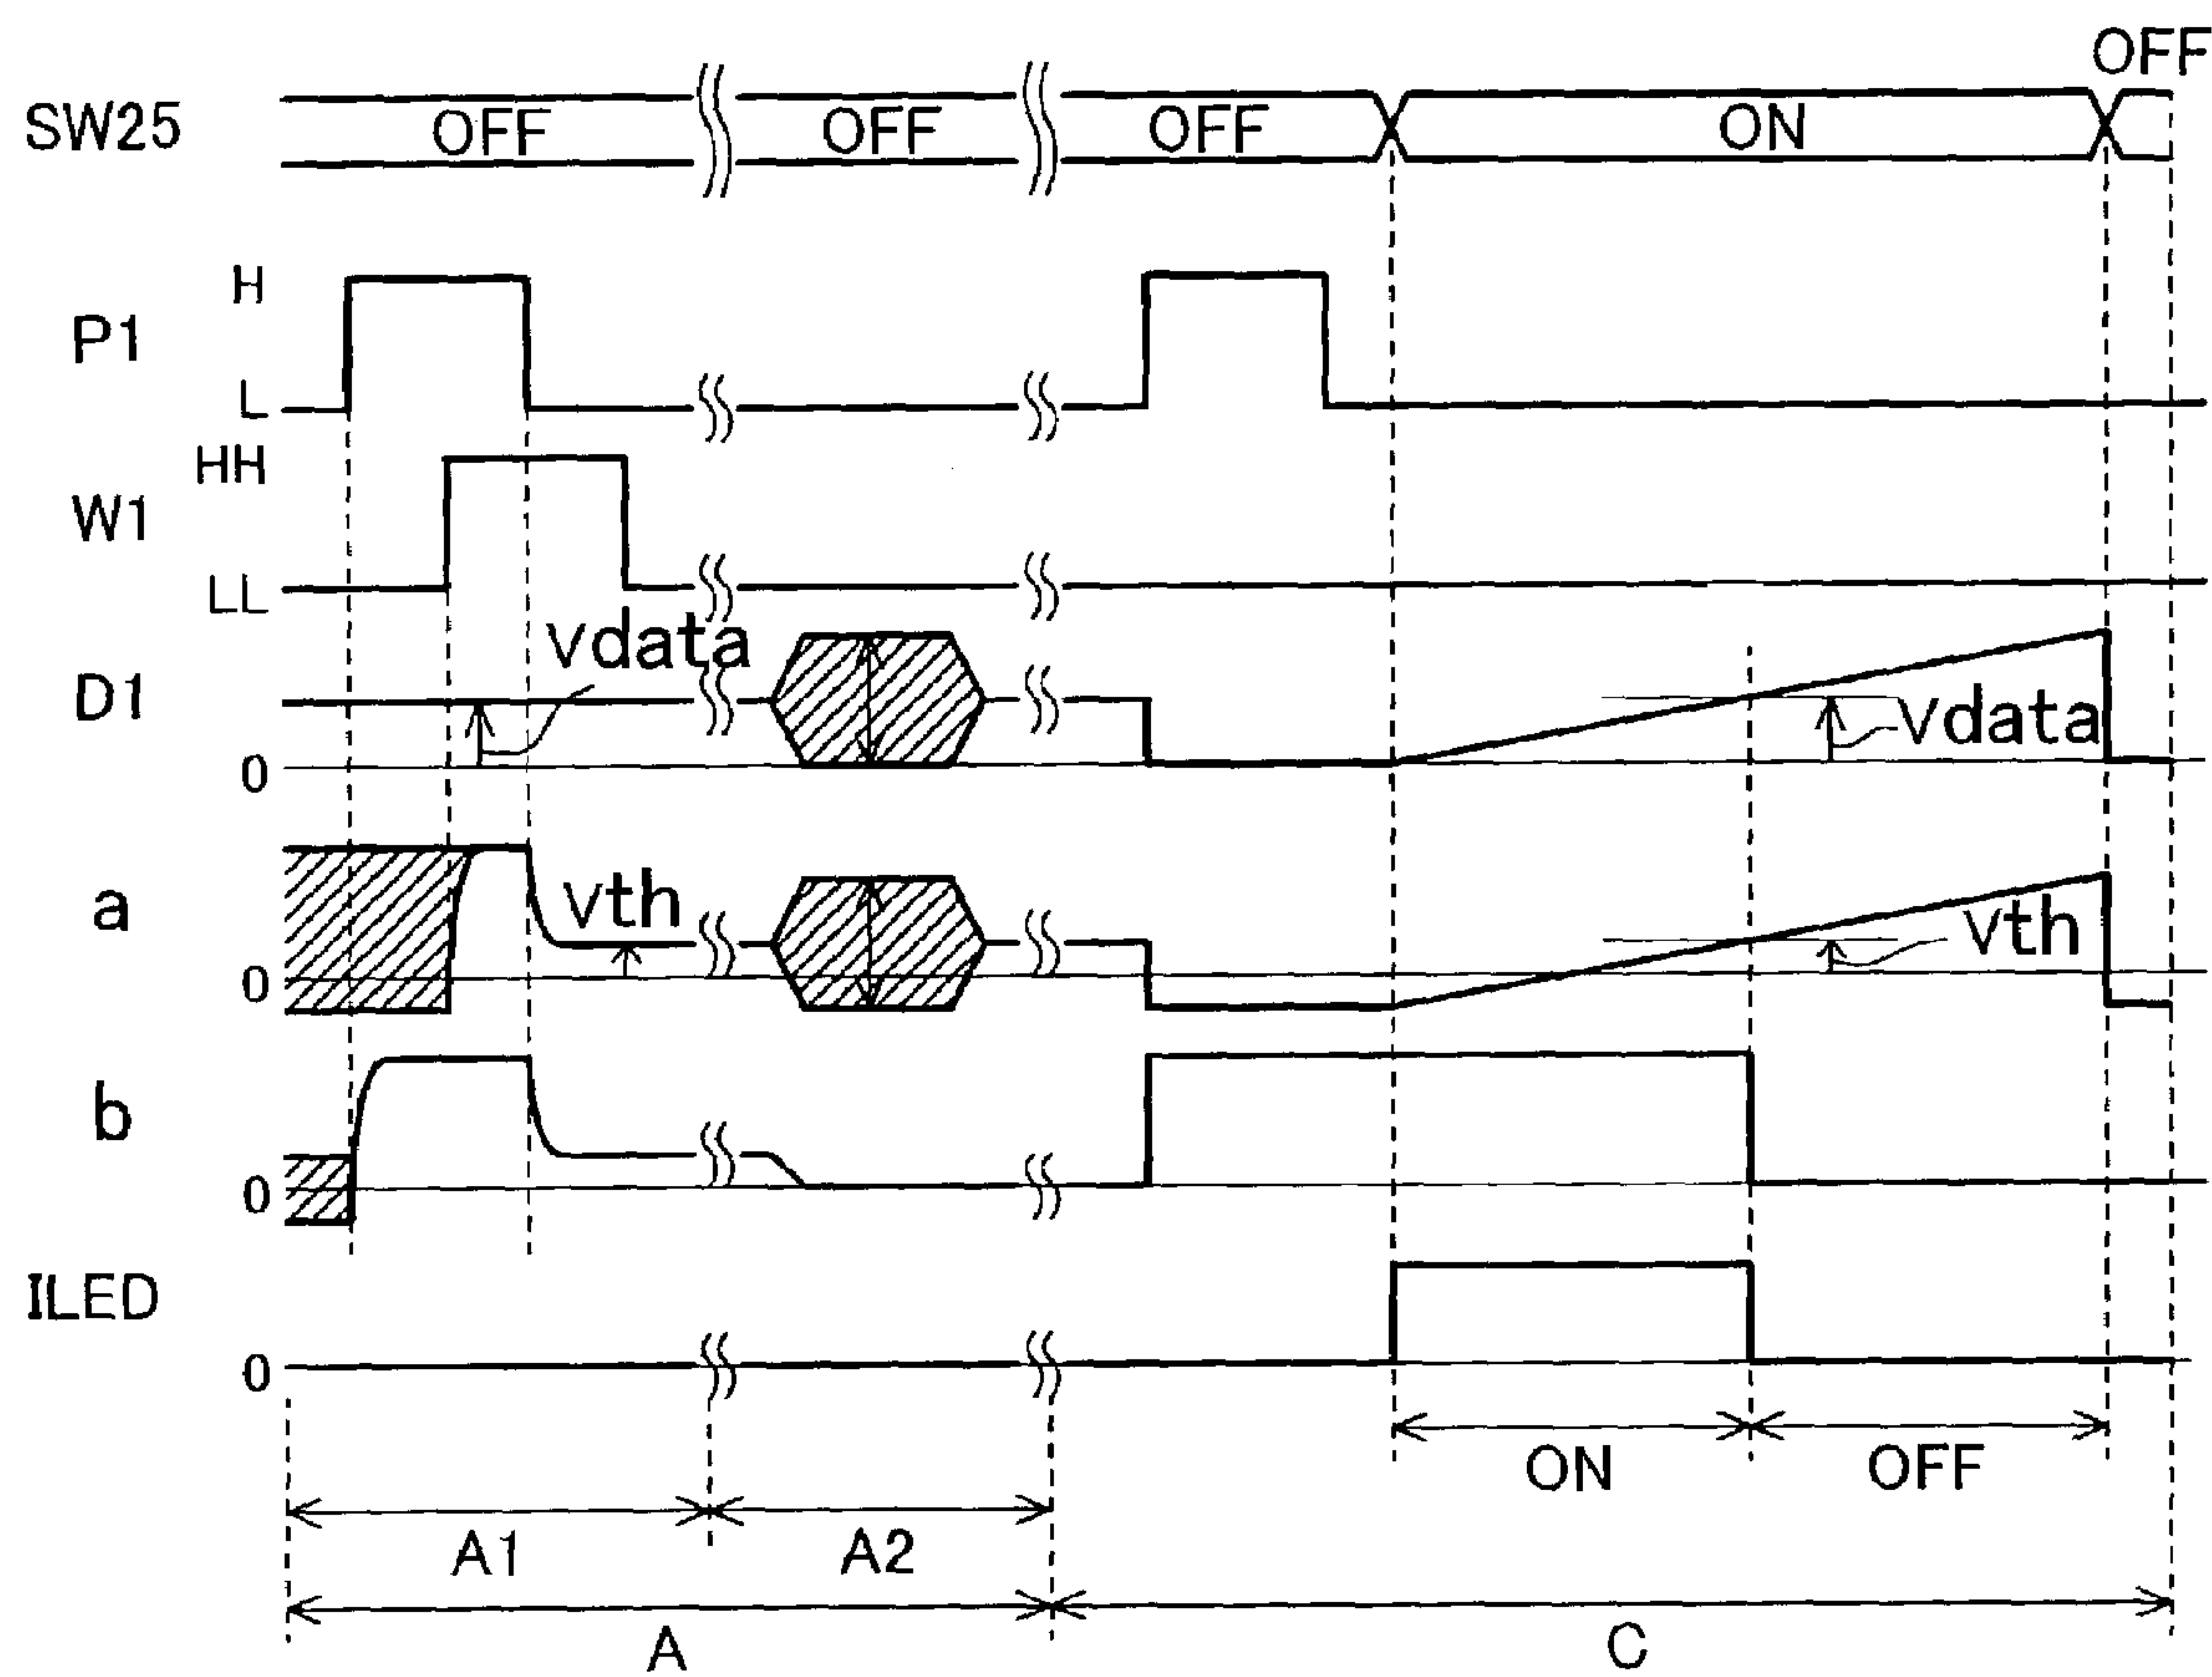 OFF
SW25 OFF OFF OFF ON
H
P1
L
HH
W1
LL
Vdata
D1
Vdata
0
a
Vth
Vth
0
b
0
ILED
0
ON OFF
A1 A2
A C